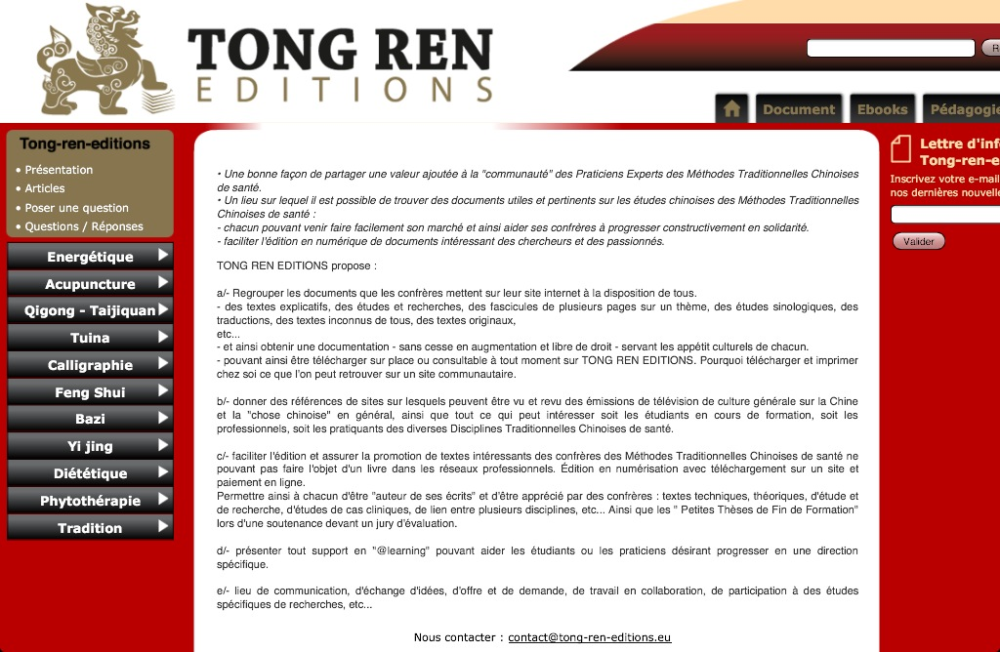 TONG REN
EDITIONS
Document
Ebooks
Pédagogie
Tong-ren-editions
• Présentation
• Articles
• Poser une question
• Questions / Réponses
Energétique
Acupuncture
Qigong - Taijiquan
Tuina
Calligraphie
Feng Shui
Bazi
Yi jing
Diététique
Phytothérapie
Tradition
• Une bonne façon de partager une valeur ajoutée à la "communauté" des Praticiens Experts des Méthodes Traditionnelles Chinoises
de santé.
• Un lieu sur lequel il est possible de trouver des documents utiles et pertinents sur les études chinoises des Méthodes Traditionnelles
Chinoises de santé :
- chacun pouvant venir faire facilement son marché et ainsi aider ses confrères à progresser constructivement en solidarité.
- faciliter l'édition en numérique de documents intéressant des chercheurs et des passionnés.
TONG REN EDITIONS propose :
a/- Regrouper les documents que les confrères mettent sur leur site internet à la disposition de tous.
- des textes explicatifs, des études et recherches, des fascicules de plusieurs pages sur un thème, des études sinologiques, des
traductions, des textes inconnus de tous, des textes originaux,
etc...
- et ainsi obtenir une documentation - sans cesse en augmentation et libre de droit - servant les appétit culturels de chacun.
- pouvant ainsi être télécharger sur place ou consultable à tout moment sur TONG REN EDITIONS. Pourquoi télécharger et imprimer
chez soi ce que l'on peut retrouver sur un site communautaire.
b/- donner des références de sites sur lesquels peuvent être vu et revu des émissions de télévision de culture générale sur la Chine
et la "chose chinoise" en général, ainsi que tout ce qui peut intéresser soit les étudiants en cours de formation, soit les
professionnels, soit les pratiquants des diverses Disciplines Traditionnelles Chinoises de santé.
c/- faciliter l'édition et assurer la promotion de textes intéressants des confrères des Méthodes Traditionnelles Chinoises de santé ne
pouvant pas faire l'objet d'un livre dans les réseaux professionnels. Édition en numérisation avec téléchargement sur un site et
paiement en ligne.
Permettre ainsi à chacun d'être "auteur de ses écrits" et d'être apprécié par des confrères : textes techniques, théoriques, d'étude et
de recherche, d'études de cas cliniques, de lien entre plusieurs disciplines, etc... Ainsi que les " Petites Thèses de Fin de Formation"
lors d'une soutenance devant un jury d'évaluation.
d/- présenter tout support en "@learning" pouvant aider les étudiants ou les praticiens désirant progresser en une direction
spécifique.
e/- lieu de communication, d'échange d'idées, d'offre et de demande, de travail en collaboration, de participation à des études
spécifiques de recherches, etc...
Nous contacter : contact@tong-ren-editions.eu
Lettre d'inf
Tong-ren-e
Inscrivez votre e-mail
nos dernières nouvelle
Valider